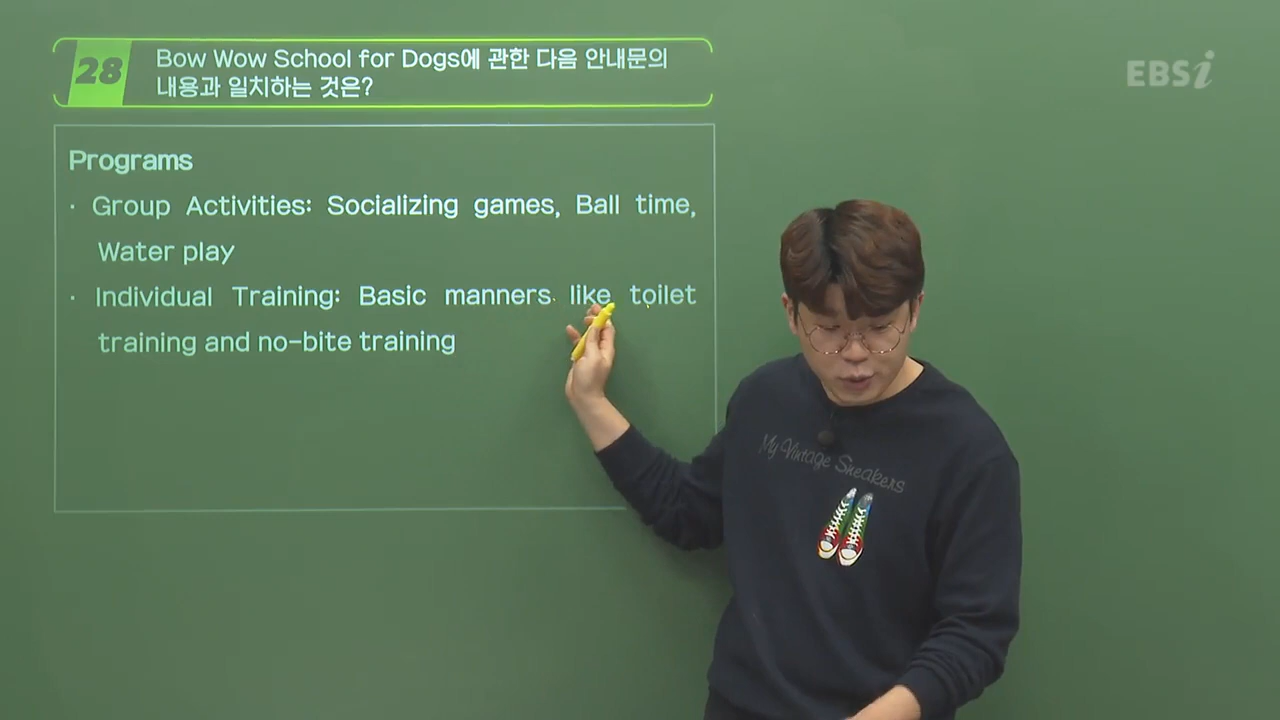 28
Bow Wow School for Dogs에 관한 다음 안내문의
내용과 일치하는 것은?
EBSi
Programs
· Group Activities: Socializing games, Ball time,
Water play
· Individual Training: Basic manners like toilet
training and no-bite training
My Vintage Sneakers